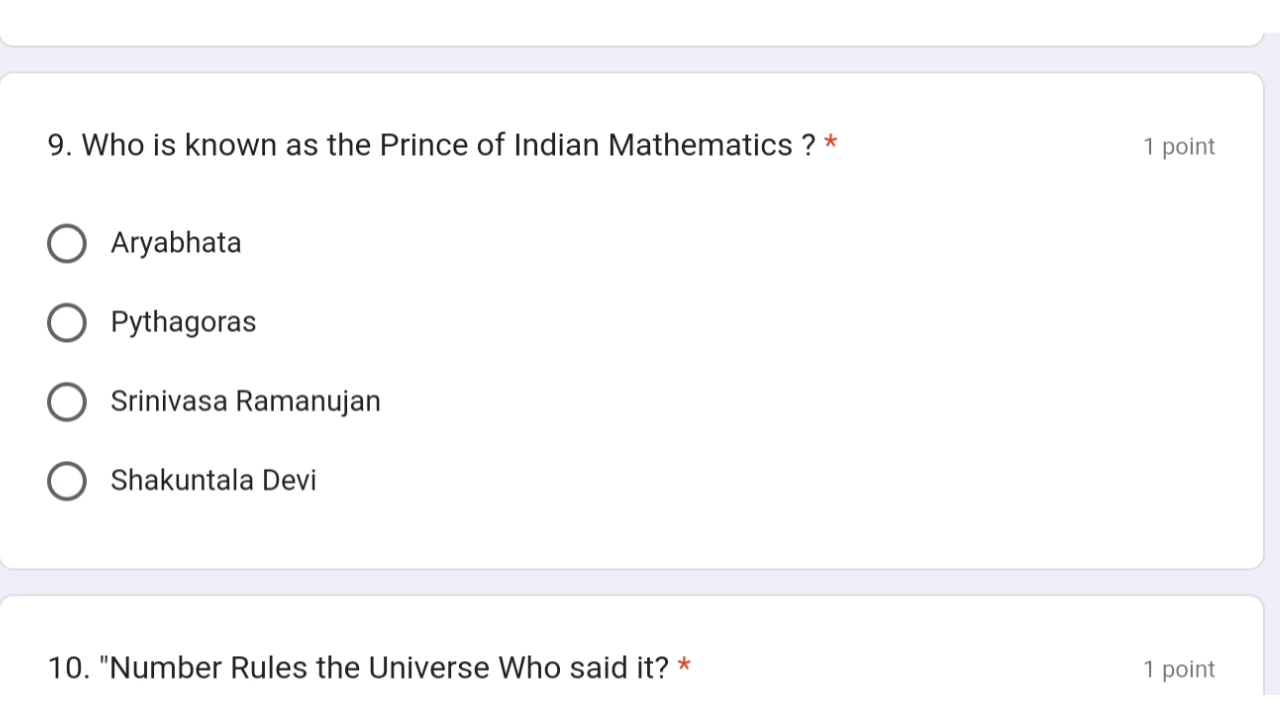 9. Who is known as the Prince of Indian Mathematics ? *
1 point
Aryabhata
Pythagoras
Srinivasa Ramanujan
Shakuntala Devi
10. "Number Rules the Universe Who said it? *
1 point